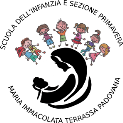 SCUOLA DELL'INFANZIA E SEZIONE PRIMAVERA
MARIA IMMACOLATA TERRASSA PADOVANA